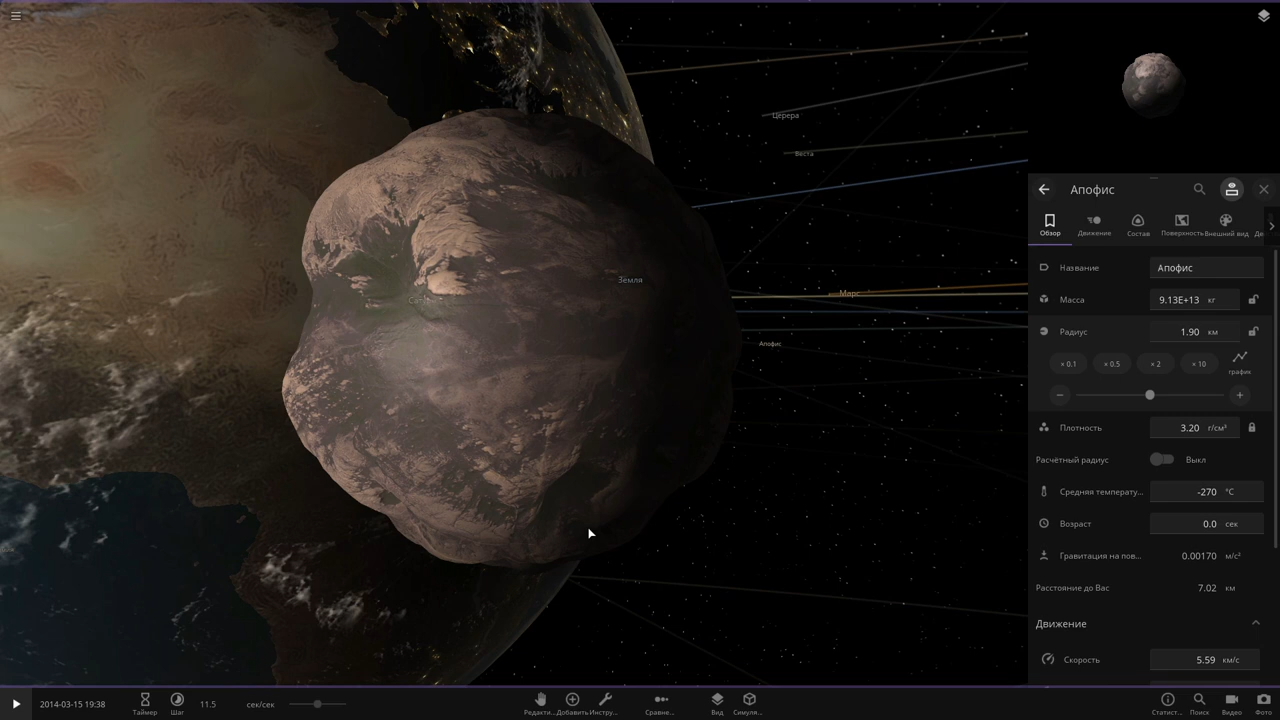 Церера
Веста
Земля
Марс
Апофис
Апофис
Обзор
Движение
Состав
Поверхность
Внешний вид
Де
Название
Апофис
Масса
9.13E+13 кг
Радиус
1.90 км
× 0.1
× 0.5
× 2
× 10
график
Плотность
3.20 г/см³
Расчётный радиус
Выкл
Средняя температу...
-270 °C
Возраст
0.0 сек
Гравитация на пов...
0.00170 м/с²
Расстояние до Вас
7.02 км
Движение
Скорость
5.59 км/с
2014-03-15 19:38
Таймер
Шаг
11.5
сек/сек
Редакти...
Добавить
Инстру...
Сравне...
Вид
Симуля...
Статист...
Поиск
Видео
Фото